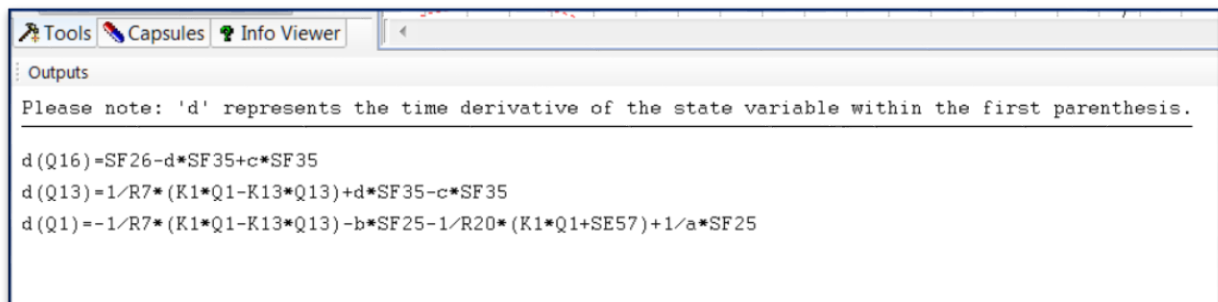 Tools Capsules Info Viewer
Outputs
Please note: 'd' represents the time derivative of the state variable within the first parenthesis.
d(Q16)=SF26-d*SF35+c*SF35
d(Q13)=1/R7*(K1*Q1-K13*Q13)+d*SF35-c*SF35
d(Q1)=-1/R7*(K1*Q1-K13*Q13)-b*SF25-1/R20*(K1*Q1+SE57)+1/a*SF25